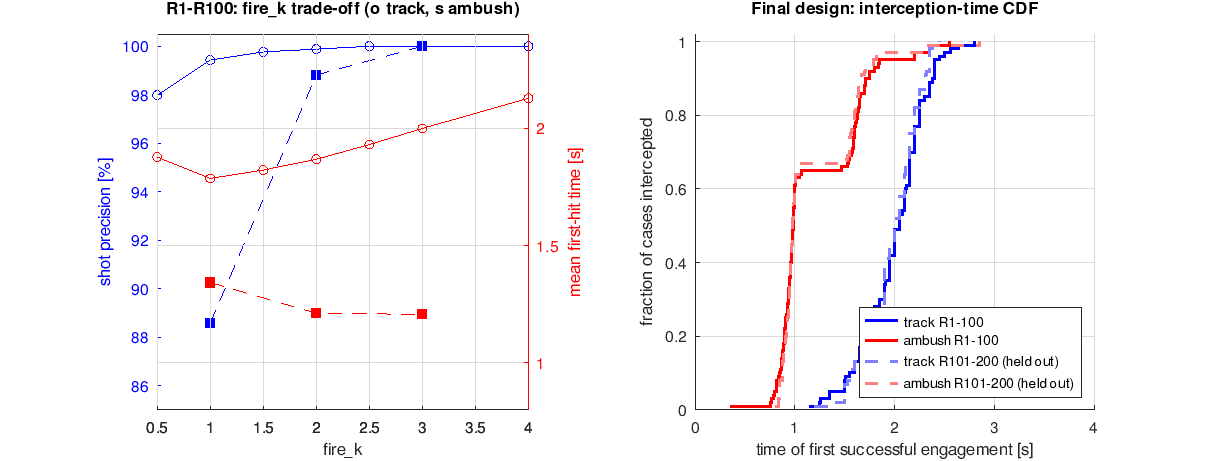 R1-R100: fire_k trade-off (o track, s ambush)
shot precision [%]
100
98
96
94
92
90
88
86
2
1.5
1
mean first-hit time [s]
0.5 1 1.5 2 2.5 3 3.5 4
fire_k
Final design: interception-time CDF
fraction of cases intercepted
1
0.8
0.6
0.4
0.2
0
track R1-100
ambush R1-100
track R101-200 (held out)
ambush R101-200 (held out)
0 1 2 3 4
time of first successful engagement [s]